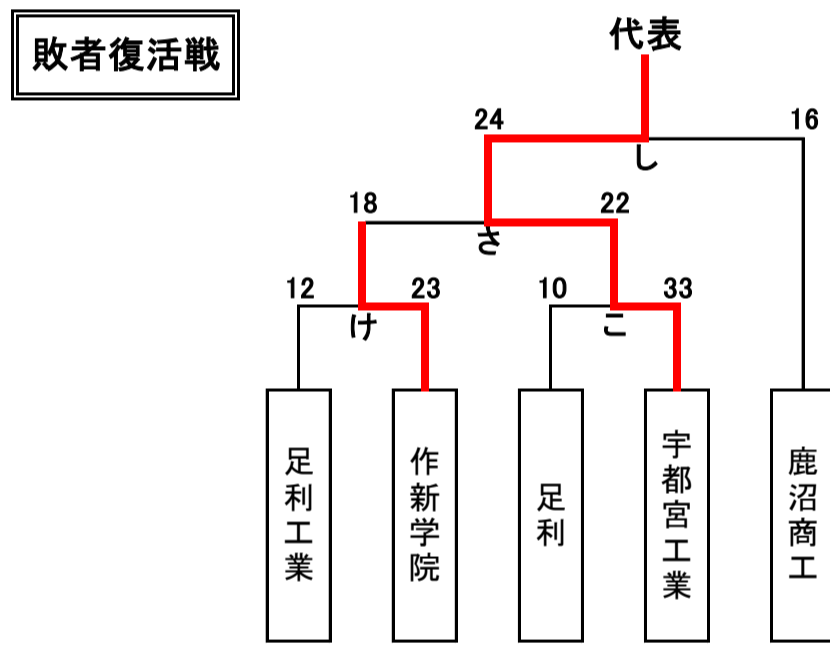 敗者復活戦
代表
24
16
し
18
22
さ
12
23
10
33
け
こ
足利工業
作新学院
足利
宇都宮工業
鹿沼商工